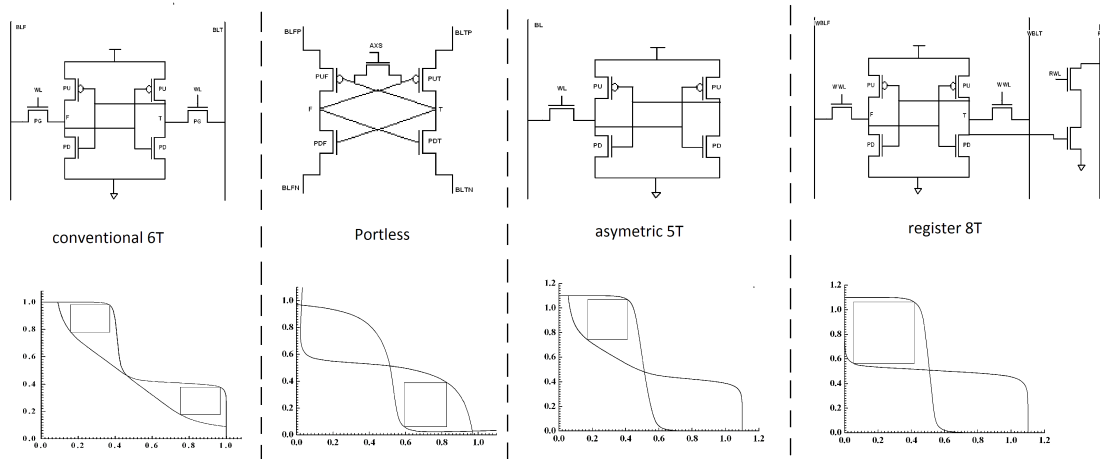 BLF
BLT
WL
PU
PU
WL
PG
F
T
PG
PD
PD
conventional 6T
BLFP
AXS
BLTP
PUF
PUT
F
T
PDF
PDT
BLFN
BLTN
Portless
BL
WL
PU
PU
PD
PD
asymetric 5T
WBLF
WBLT
WWL
PU
PU
WWL
RWL
F
T
PD
PD
register 8T
1.0
0.8
0.6
0.4
0.2
0.0
0.0 0.2 0.4 0.6 0.8 1.0
1.0
0.8
0.6
0.4
0.2
0.0
0.0 0.2 0.4 0.6 0.8 1.0
1.2
1.0
0.8
0.6
0.4
0.2
0.0
0.0 0.2 0.4 0.6 0.8 1.0 1.2
1.2
1.0
0.8
0.6
0.4
0.2
0.0
0.0 0.2 0.4 0.6 0.8 1.0 1.2